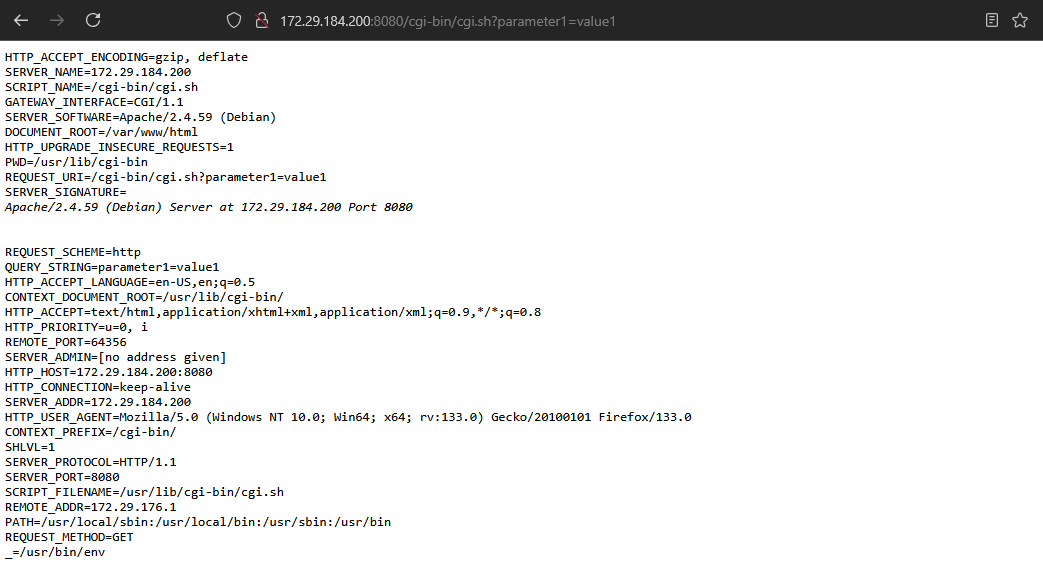 172.29.184.200:8080/cgi-bin/cgi.sh?parameter1=value1
HTTP_ACCEPT_ENCODING=gzip, deflate
SERVER_NAME=172.29.184.200
SCRIPT_NAME=/cgi-bin/cgi.sh
GATEWAY_INTERFACE=CGI/1.1
SERVER_SOFTWARE=Apache/2.4.59 (Debian)
DOCUMENT_ROOT=/var/www/html
HTTP_UPGRADE_INSECURE_REQUESTS=1
PWD=/usr/lib/cgi-bin
REQUEST_URI=/cgi-bin/cgi.sh?parameter1=value1
SERVER_SIGNATURE=
Apache/2.4.59 (Debian) Server at 172.29.184.200 Port 8080
REQUEST_SCHEME=http
QUERY_STRING=parameter1=value1
HTTP_ACCEPT_LANGUAGE=en-US,en;q=0.5
CONTEXT_DOCUMENT_ROOT=/usr/lib/cgi-bin/
HTTP_ACCEPT=text/html,application/xhtml+xml,application/xml;q=0.9,*/*;q=0.8
HTTP_PRIORITY=u=0, i
REMOTE_PORT=64356
SERVER_ADMIN=[no address given]
HTTP_HOST=172.29.184.200:8080
HTTP_CONNECTION=keep-alive
SERVER_ADDR=172.29.184.200
HTTP_USER_AGENT=Mozilla/5.0 (Windows NT 10.0; Win64; x64; rv:133.0) Gecko/20100101 Firefox/133.0
CONTEXT_PREFIX=/cgi-bin/
SHLVL=1
SERVER_PROTOCOL=HTTP/1.1
SERVER_PORT=8080
SCRIPT_FILENAME=/usr/lib/cgi-bin/cgi.sh
REMOTE_ADDR=172.29.176.1
PATH=/usr/local/sbin:/usr/local/bin:/usr/sbin:/usr/bin
REQUEST_METHOD=GET
_=/usr/bin/env